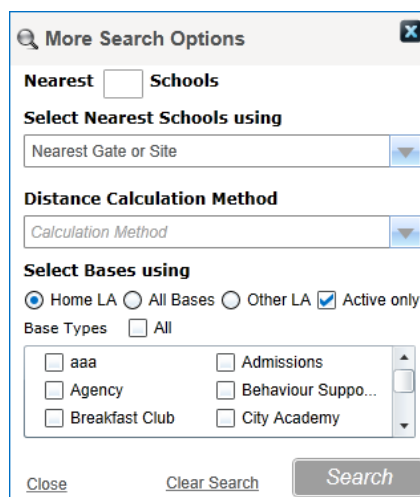 More Search Options
Nearest Schools
Select Nearest Schools using
Nearest Gate or Site
Distance Calculation Method
Calculation Method
Select Bases using
Home LA All Bases Other LA Active only
Base Types All
aaa Admissions
Agency Behaviour Suppo...
Breakfast Club City Academy
Close Clear Search Search